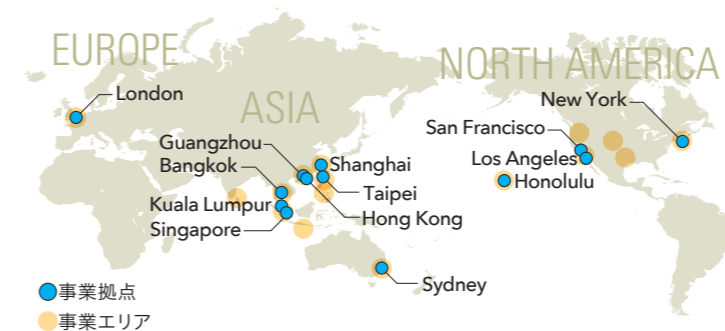 EUROPE
NORTH AMERICA
London
ASIA
New York
San Francisco
Guangzhou
Shanghai
Los Angeles
Bangkok
Honolulu
Taipei
Kuala Lumpur
Hong Kong
Singapore
Sydney
事業拠点
事業エリア